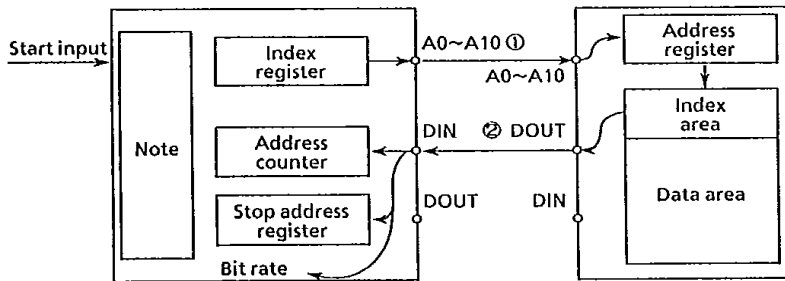 Start input
Note
Index
register
Address
counter
Stop address
register
Bit rate
A0~A10 ①
A0~A10
DIN
② DOUT
DOUT
DIN
Address
register
Index
area
Data area